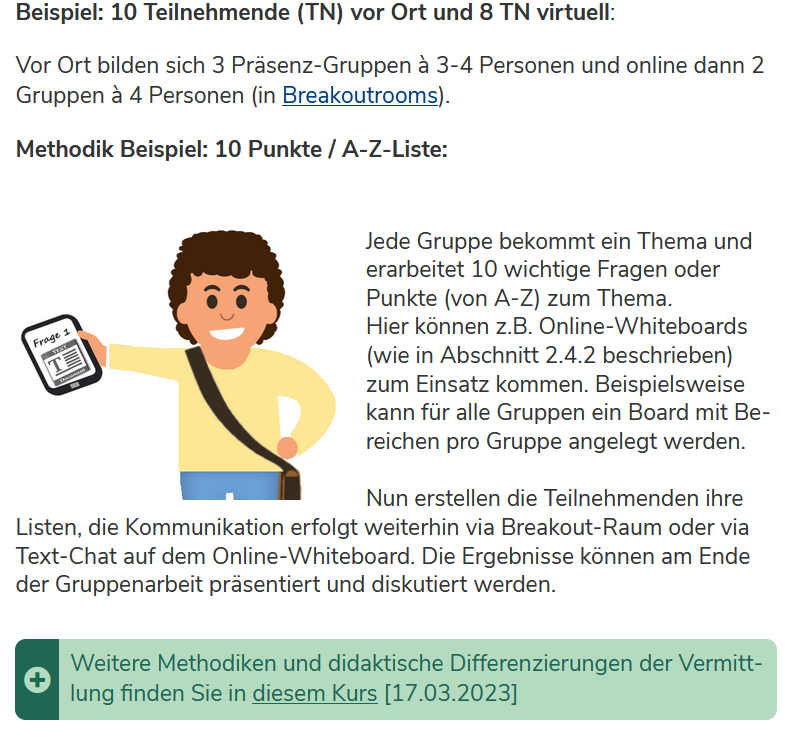 Beispiel: 10 Teilnehmende (TN) vor Ort und 8 TN virtuell:
Vor Ort bilden sich 3 Präsenz-Gruppen à 3-4 Personen und online dann 2
Gruppen à 4 Personen (in Breakoutrooms).
Methodik Beispiel: 10 Punkte / A-Z-Liste:
Frage 1
TEXT
T
Jede Gruppe bekommt ein Thema und
erarbeitet 10 wichtige Fragen oder
Punkte (von A-Z) zum Thema.
Hier können z.B. Online-Whiteboards
(wie in Abschnitt 2.4.2 beschrieben)
zum Einsatz kommen. Beispielsweise
kann für alle Gruppen ein Board mit Be-
reichen pro Gruppe angelegt werden.
Nun erstellen die Teilnehmenden ihre
Listen, die Kommunikation erfolgt weiterhin via Breakout-Raum oder via
Text-Chat auf dem Online-Whiteboard. Die Ergebnisse können am Ende
der Gruppenarbeit präsentiert und diskutiert werden.
Weitere Methodiken und didaktische Differenzierungen der Vermitt-
lung finden Sie in diesem Kurs [17.03.2023]